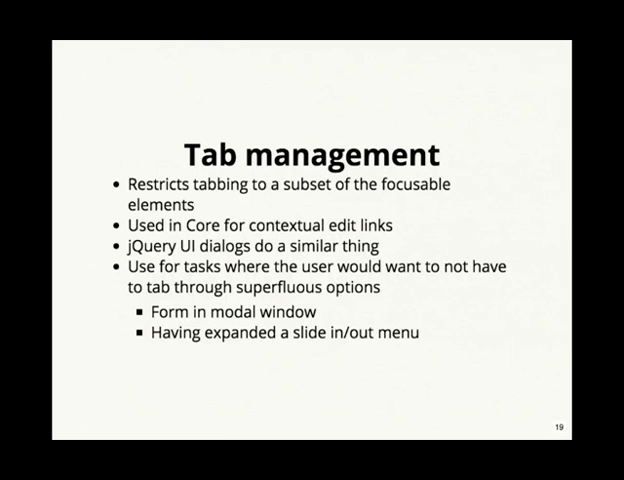 Tab management
• Restricts tabbing to a subset of the focusable
elements
• Used in Core for contextual edit links
• jQuery UI dialogs do a similar thing
• Use for tasks where the user would want to not have
to tab through superfluous options
▪ Form in modal window
▪ Having expanded a slide in/out menu
19